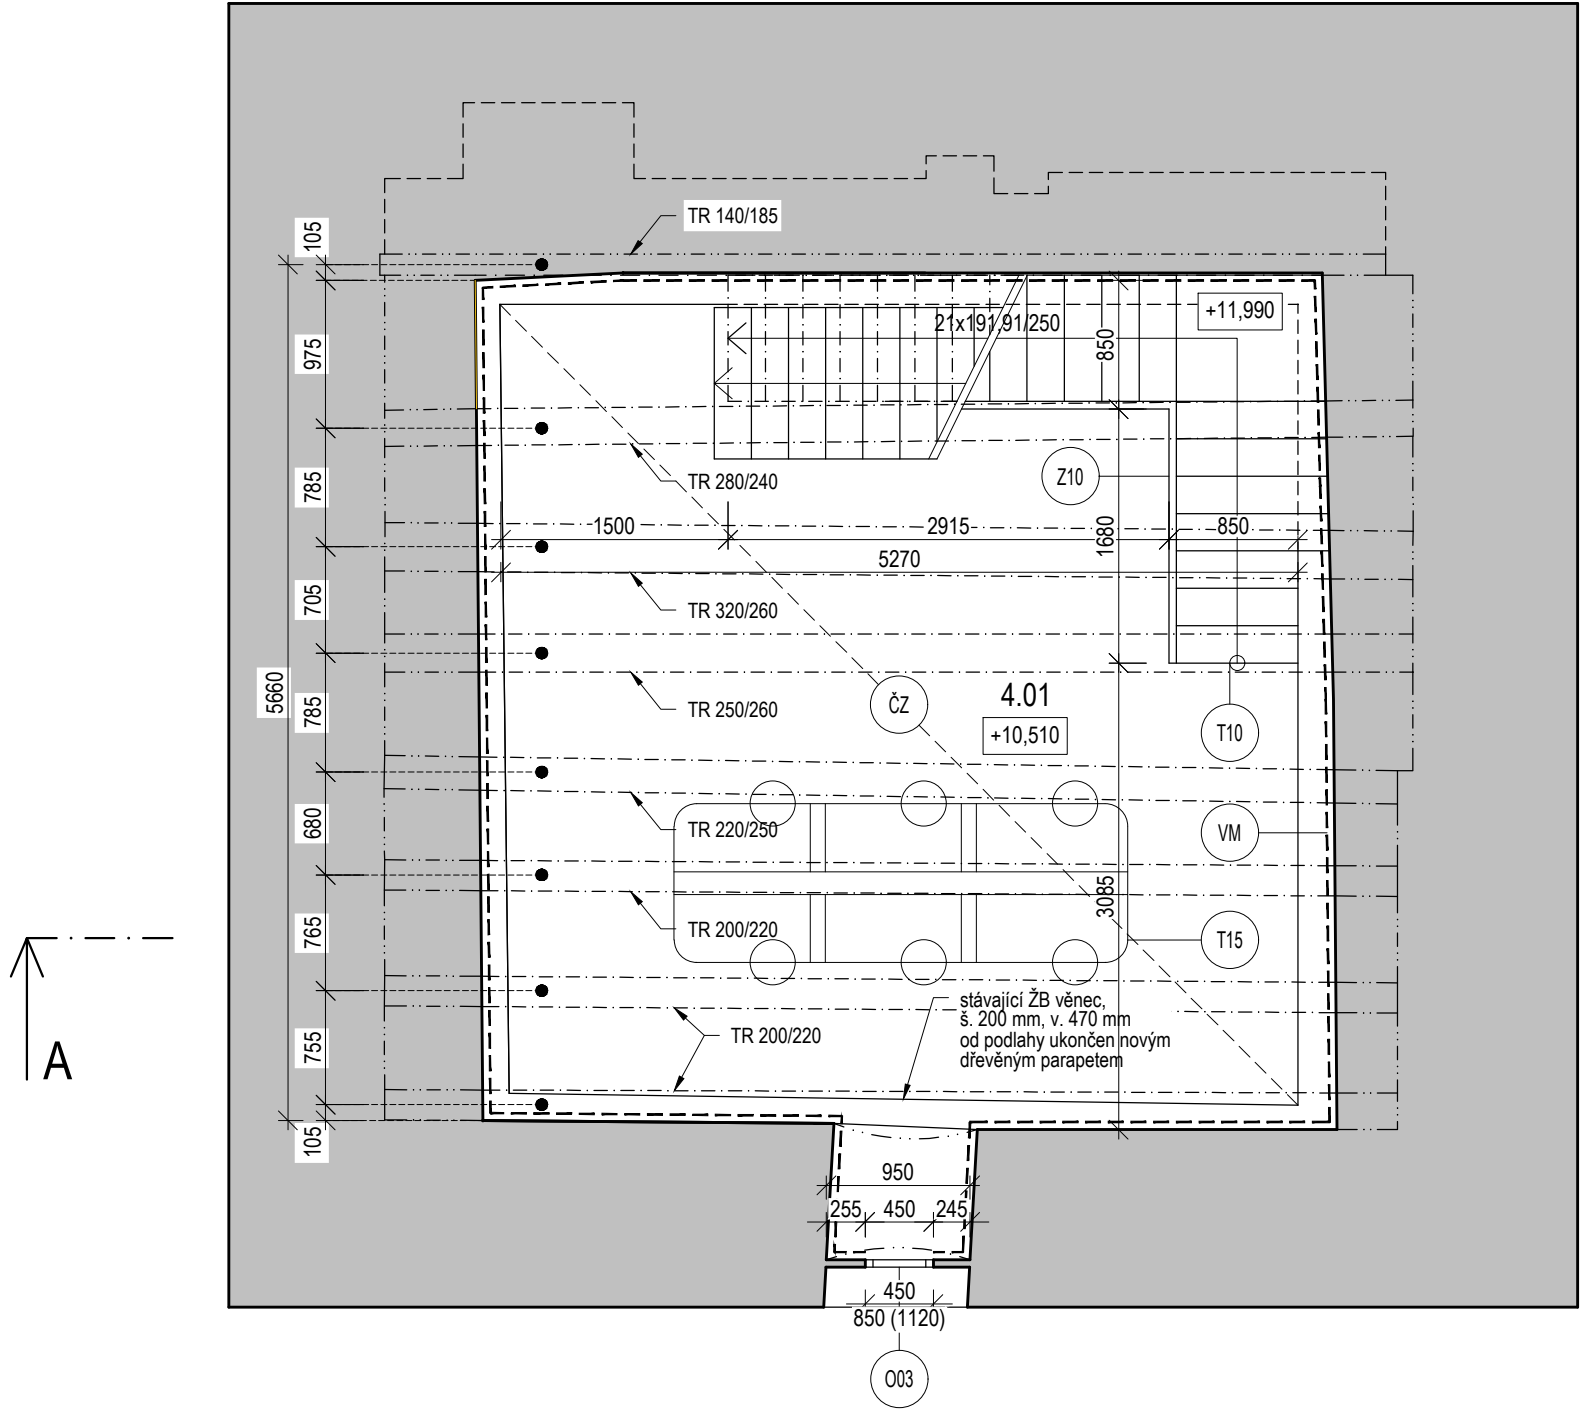 TR 140/185
105
+11,990
21x191,91/250
850
975
TR 280/240
Z10
785
1500
2915
1680
850
5270
705
TR 320/260
5660
785
TR 250/260
ČZ
4.01
+10,510
T10
680
TR 220/250
VM
765
3085
TR 200/220
T15
stávající ŽB věnec,
š. 200 mm, v. 470 mm
od podlahy ukončen novým
dřevěným parapetem
TR 200/220
755
A
105
950
255
450
245
450
850 (1120)
O03